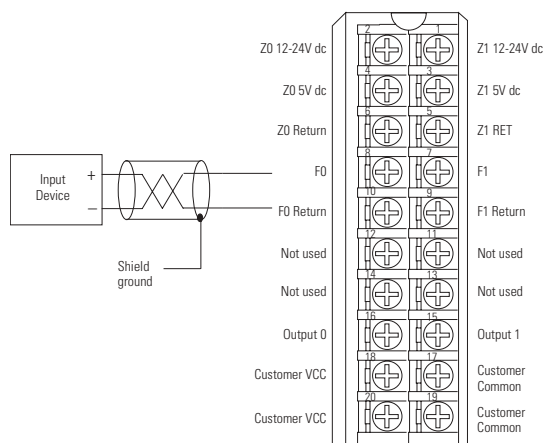 2 1
Z0 12-24V dc Z1 12-24V dc
4 3
Z0 5V dc Z1 5V dc
6 5
Z0 Return Z1 RET
8 7
Input
Device
+
–
F0 F1
10 9
F0 Return F1 Return
12 11
Shield
ground
Not used Not used
14 13
Not used Not used
16 15
Output 0 Output 1
18 17
Customer VCC Customer
Common
20 19
Customer VCC Customer
Common